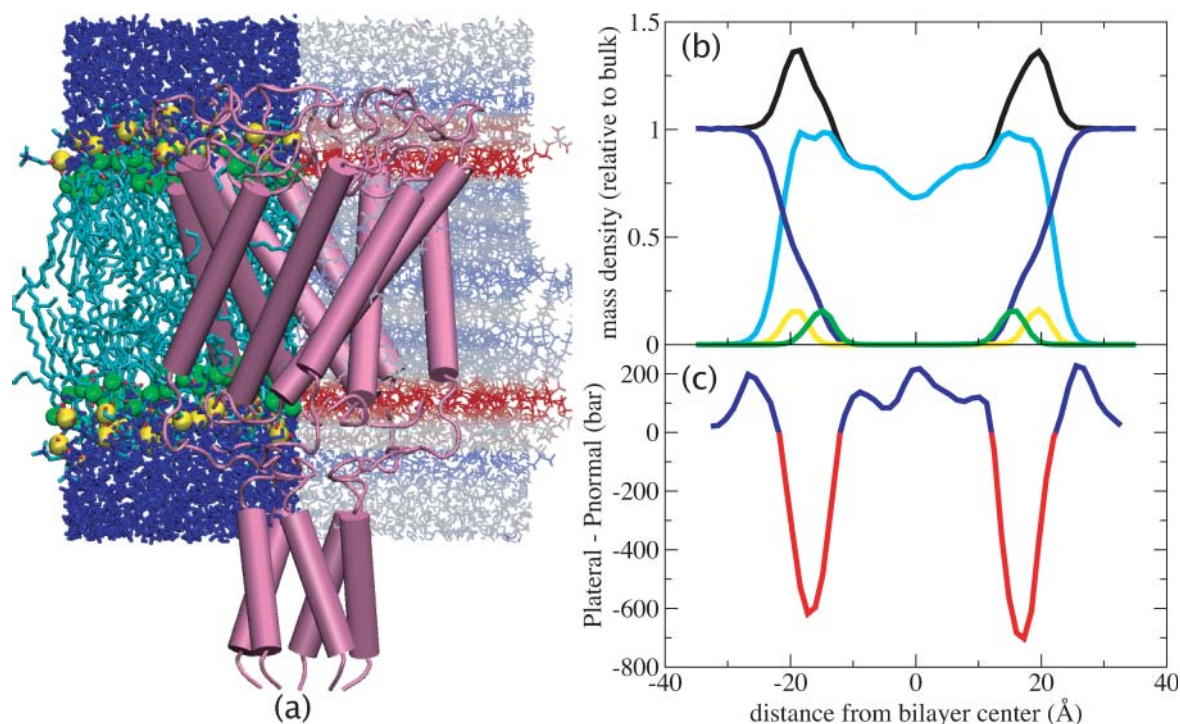 (a)
(b)
1.5
1
0.5
0
mass density (relative to bulk)
(c)
200
0
-200
-400
-600
-800
Plateral - Pnormal (bar)
-40 -20 0 20 40
distance from bilayer center (Å)